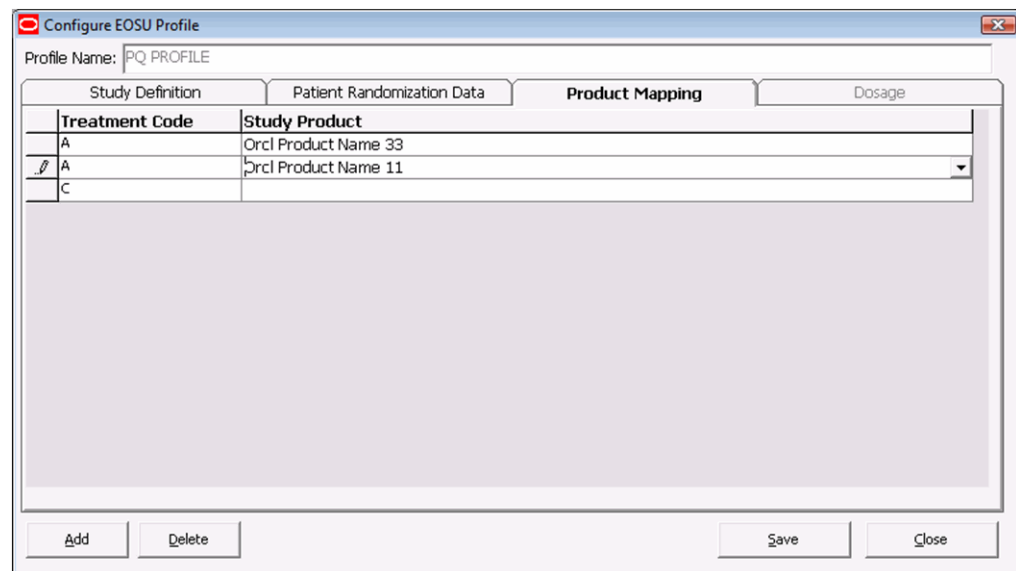 Configure EOSU Profile
Profile Name: PQ PROFILE
Study Definition Patient Randomization Data Product Mapping Dosage
Treatment Code Study Product
A Orcl Product Name 33
A Orcl Product Name 11
C
Add Delete Save Close